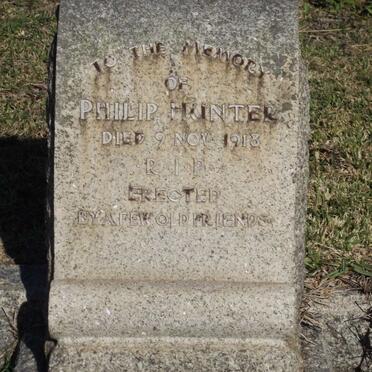 TO THE MEMORY
OF
PHILIP HUNTER
DIED 9 NOV. 1918
R.I.P.
ERECTED
BY A FEW OLD FRIENDS